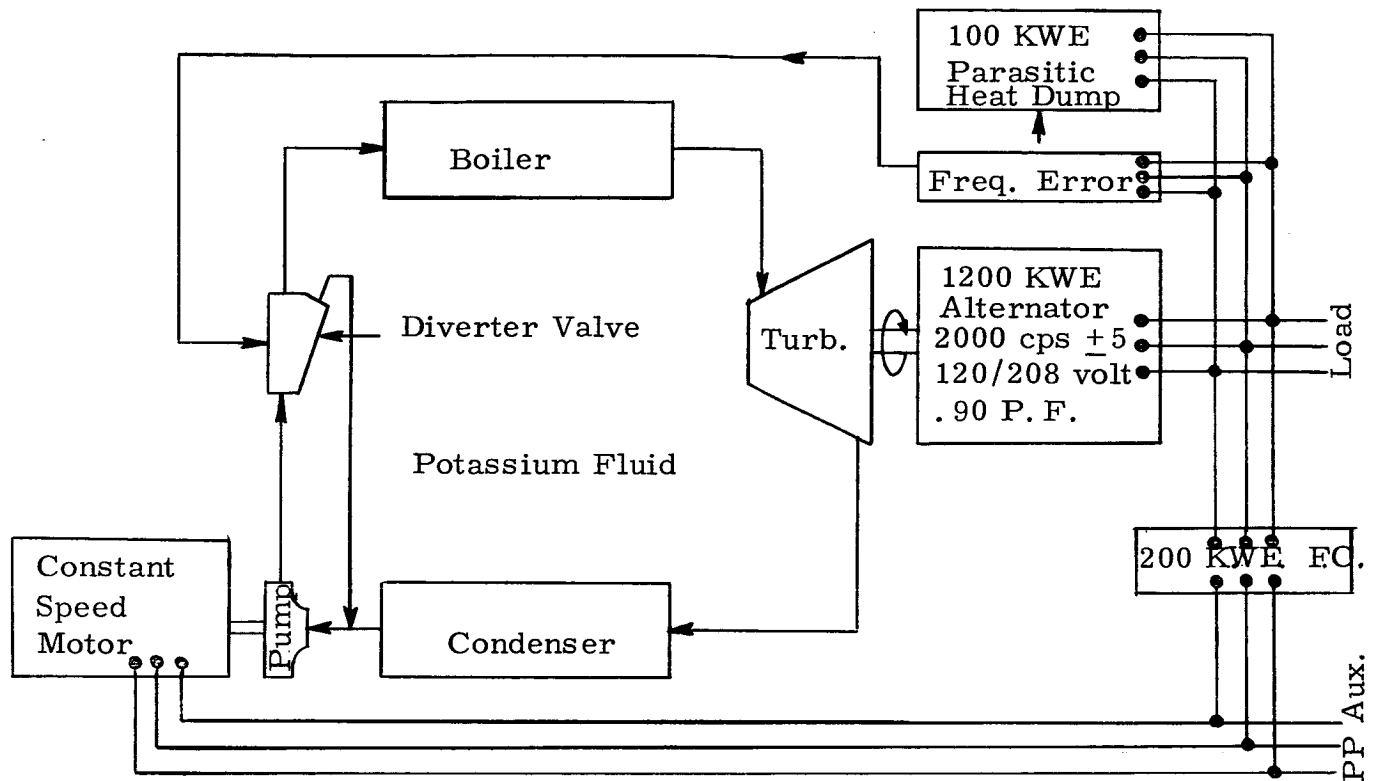 100 KWE
Parasitic
Heat Dump
Boiler
Freq. Error
1200 KWE
Alternator
2000 cps ±5
120/208 volt
.90 P.F.
Diverter Valve
Turb.
Load
Potassium Fluid
200 KWE F.C.
Constant
Speed
Motor
Pump
Condenser
PP Aux.